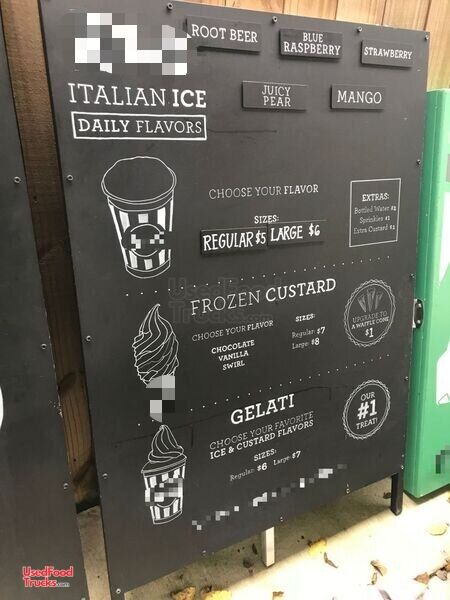 ROOT BEER
BLUE
RASPBERRY
STRAWBERRY
JUICY
PEAR
MANGO
ITALIAN ICE
DAILY FLAVORS
CHOOSE YOUR FLAVOR
SIZES:
REGULAR $5 LARGE $6
EXTRAS:
Bottled Water $2
Sprinkles $1
Extra Custard $1
FROZEN CUSTARD
CHOOSE YOUR FLAVOR
CHOCOLATE
VANILLA
SWIRL
SIZES:
Regular: $7
Large: $8
UPGRADE TO
A WAFFLE CONE
$1
GELATI
CHOOSE YOUR FAVORITE
ICE & CUSTARD FLAVORS
SIZES:
Regular: $6 Large: $7
OUR
#1
TREAT!
UsedFood
Trucks.com